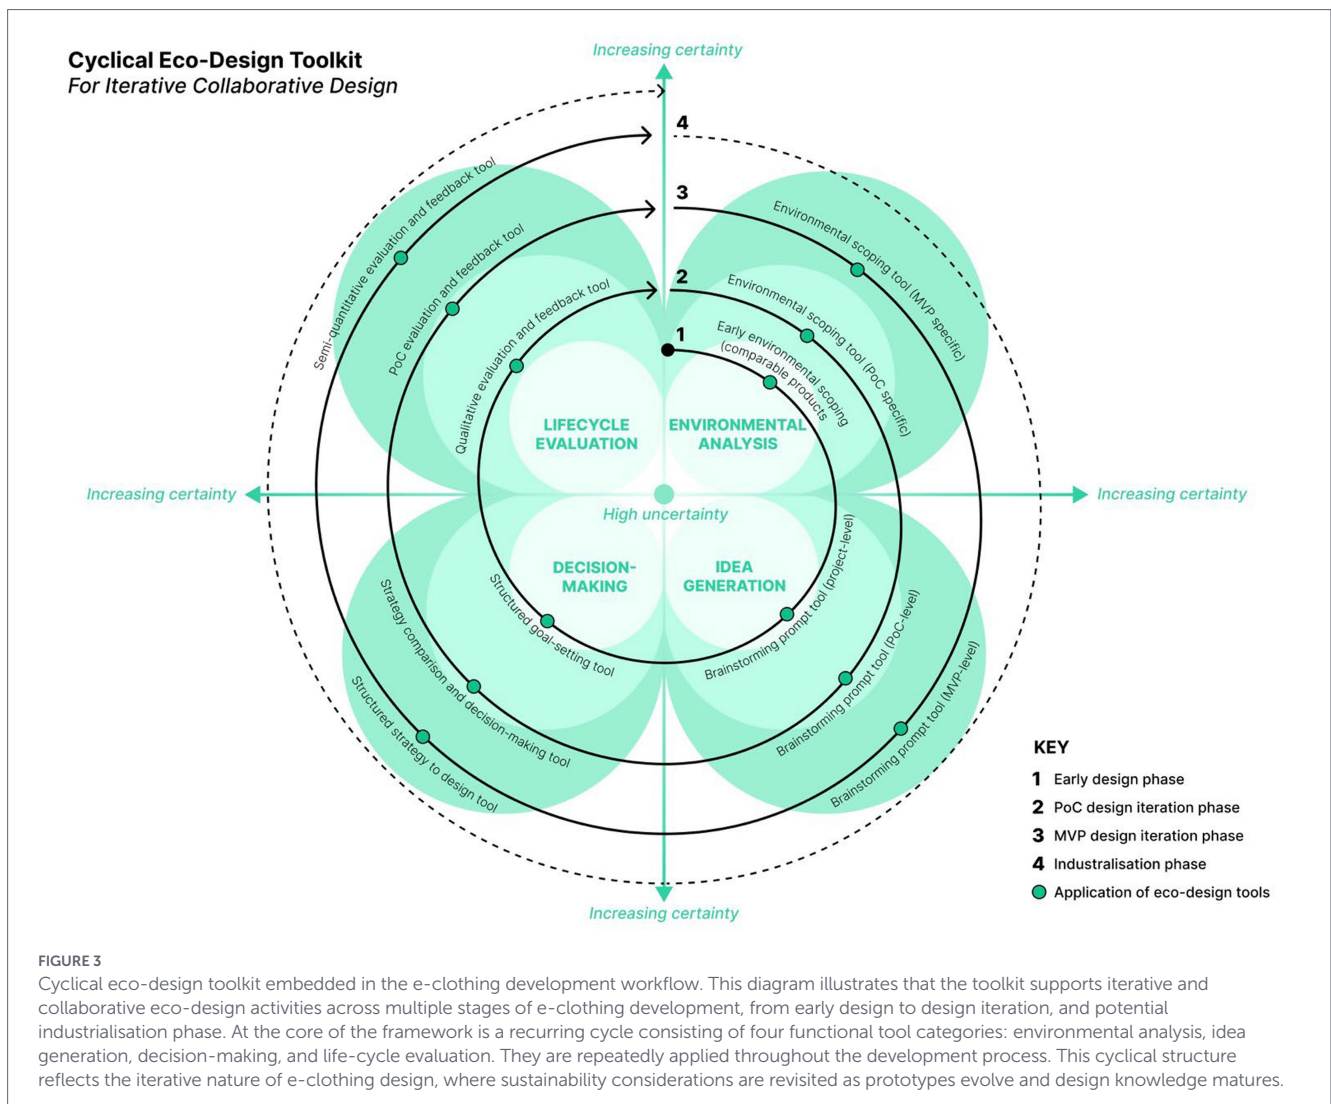 Cyclical Eco-Design Toolkit
For Iterative Collaborative Design
Increasing certainty
4
3
2
1
Semi-quantitative evaluation and feedback tool
PoC evaluation and feedback tool
Qualitative evaluation and feedback tool
Environmental scoping tool (MVP specific)
Environmental scoping tool (PoC specific)
Early environmental scoping
(comparable products
LIFECYCLE
EVALUATION
ENVIRONMENTAL
ANALYSIS
Increasing certainty
Increasing certainty
High uncertainty
DECISION-
MAKING
IDEA
GENERATION
Structured goal-setting tool
Strategy comparison and decision-making tool
Structured strategy to design tool
Brainstorming prompt tool (project-level)
Brainstorming prompt tool (PoC-level)
Brainstorming prompt tool (MVP-level)
Increasing certainty
KEY
1 Early design phase
2 PoC design iteration phase
3 MVP design iteration phase
4 Industralisation phase
Application of eco-design tools
FIGURE 3
Cyclical eco-design toolkit embedded in the e-clothing development workflow. This diagram illustrates that the toolkit supports iterative and
collaborative eco-design activities across multiple stages of e-clothing development, from early design to design iteration, and potential
industrialisation phase. At the core of the framework is a recurring cycle consisting of four functional tool categories: environmental analysis, idea
generation, decision-making, and life-cycle evaluation. They are repeatedly applied throughout the development process. This cyclical structure
reflects the iterative nature of e-clothing design, where sustainability considerations are revisited as prototypes evolve and design knowledge matures.